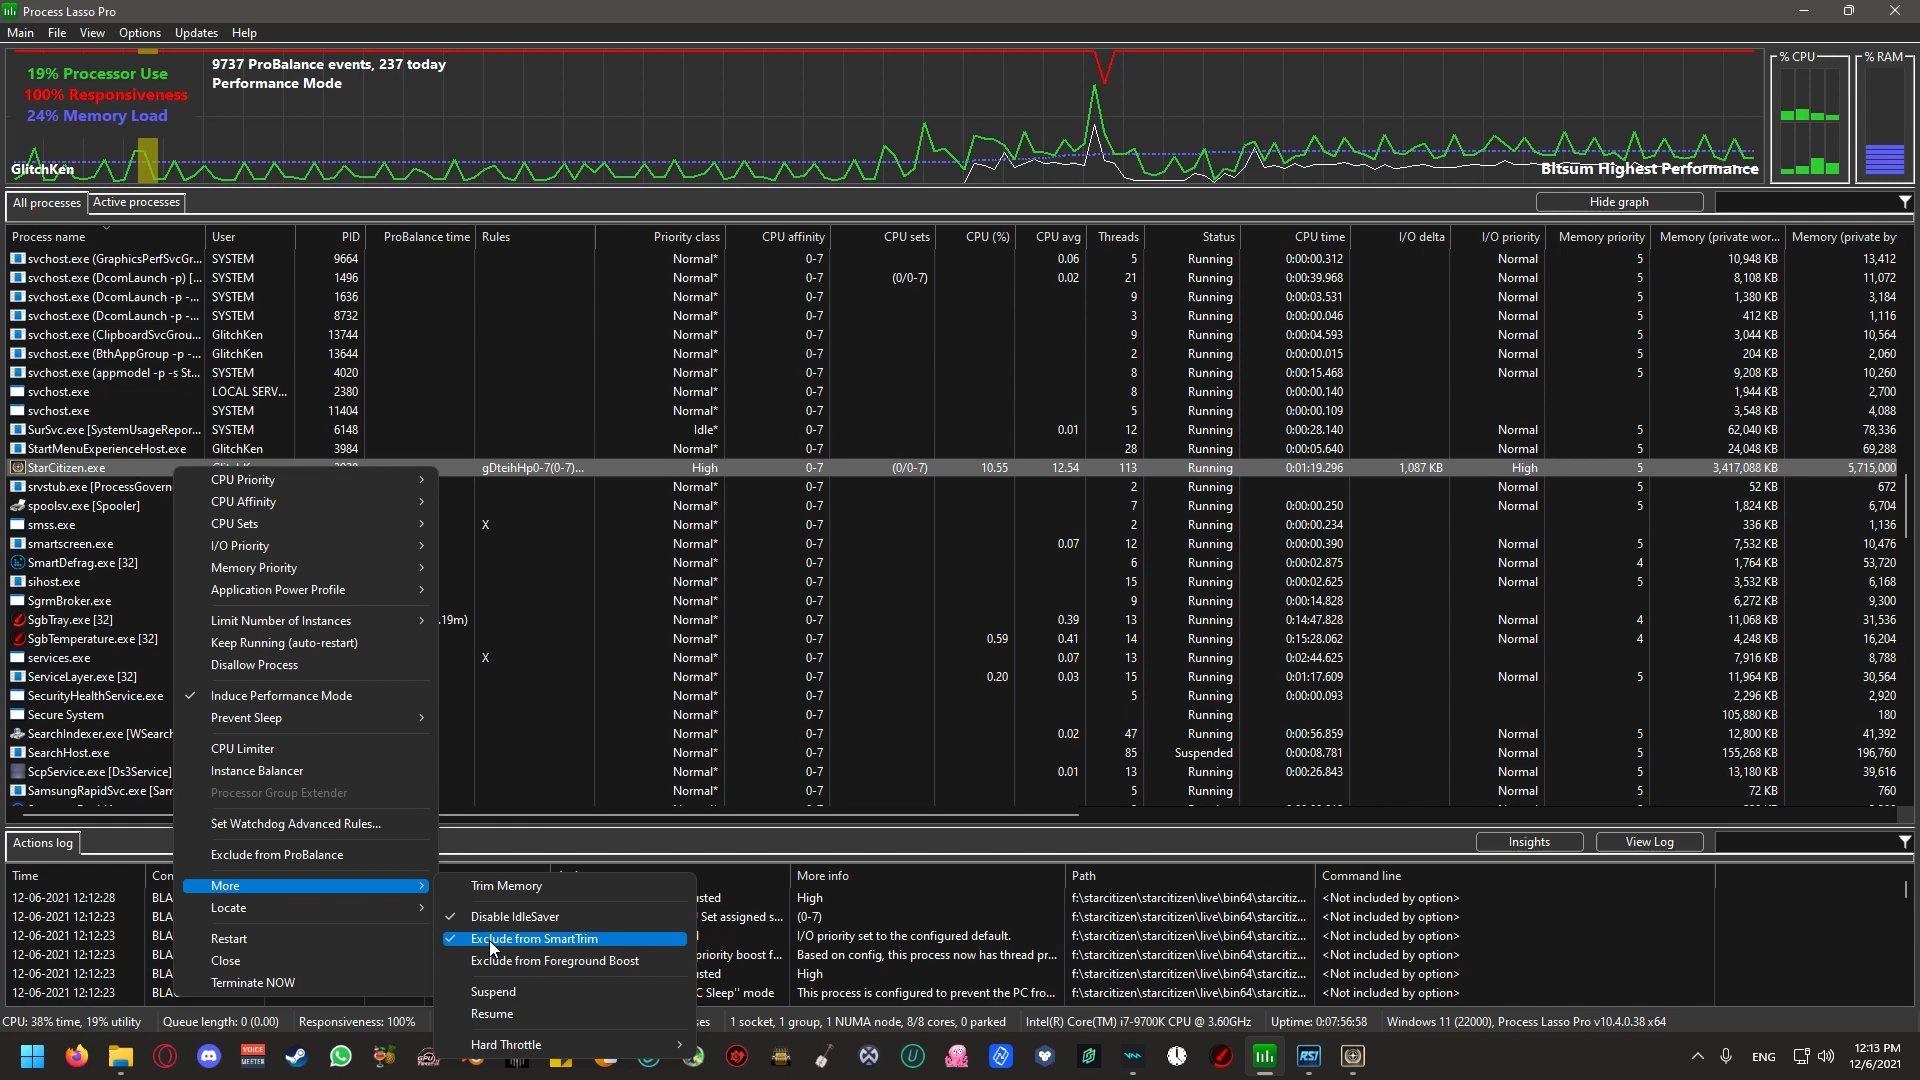 Process Lasso Pro
Main File View Options Updates Help
19% Processor Use
100% Responsiveness
24% Memory Load
9737 ProBalance events, 237 today
Performance Mode
GlitchKen
Bitsum Highest Performance
% CPU
% RAM
All processes Active processes
Hide graph
Process name User PID ProBalance time Rules Priority class CPU affinity CPU sets CPU (%) CPU avg Threads Status CPU time I/O delta I/O priority Memory priority Memory (private wor... Memory (private by
svchost.exe (GraphicsPerfSvcGr... SYSTEM 9664 Normal* 0-7 0.06 5 Running 0:00:00.312 Normal 5 10,948 KB 13,412
svchost.exe (DcomLaunch -p) [... SYSTEM 1496 Normal* 0-7 (0/0-7) 0.02 21 Running 0:00:39.968 Normal 5 8,108 KB 11,072
svchost.exe (DcomLaunch -p -... SYSTEM 1636 Normal* 0-7 9 Running 0:00:03.531 Normal 5 1,380 KB 3,184
svchost.exe (DcomLaunch -p -... SYSTEM 8732 Normal* 0-7 3 Running 0:00:00.046 Normal 5 412 KB 1,116
svchost.exe (ClipboardSvcGrou... GlitchKen 13744 Normal* 0-7 9 Running 0:00:04.593 Normal 5 3,044 KB 10,564
svchost.exe (BthAppGroup -p -... GlitchKen 13644 Normal* 0-7 2 Running 0:00:00.015 Normal 5 204 KB 2,060
svchost.exe (appmodel -p -s St... SYSTEM 4020 Normal* 0-7 8 Running 0:00:15.468 Normal 5 9,208 KB 10,260
svchost.exe LOCAL SERV... 2380 Normal* 0-7 8 Running 0:00:00.140 1,944 KB 2,700
svchost.exe SYSTEM 11404 Normal* 0-7 5 Running 0:00:00.109 3,548 KB 4,088
SurSvc.exe [SystemUsageRepor... SYSTEM 6148 Idle* 0-7 0.01 12 Running 0:00:28.140 Normal 5 62,040 KB 78,336
StartMenuExperienceHost.exe GlitchKen 3984 Normal* 0-7 28 Running 0:00:05.640 Normal 5 24,048 KB 69,288
StarCitizen.exe gDteihHp0-7(0-7)... High 0-7 (0/0-7) 10.55 12.54 113 Running 0:01:19.296 1,087 KB High 5 3,417,088 KB 5,715,000
srvstub.exe [ProcessGovern Normal* 0-7 2 Running Normal 5 52 KB 672
spoolsv.exe [Spooler] Normal* 0-7 7 Running 0:00:00.250 Normal 5 1,824 KB 6,704
smss.exe X Normal* 0-7 2 Running 0:00:00.234 336 KB 1,136
smartscreen.exe Normal* 0-7 0.07 12 Running 0:00:00.390 Normal 5 7,532 KB 10,476
SmartDefrag.exe [32] Normal* 0-7 6 Running 0:00:02.875 Normal 4 1,764 KB 53,720
sihost.exe Normal* 0-7 15 Running 0:00:02.625 Normal 5 3,532 KB 6,168
SgrmBroker.exe Normal* 0-7 9 Running 0:00:14.828 6,272 KB 9,300
SgbTray.exe [32] .19m) Normal* 0-7 0.39 13 Running 0:14:47.828 Normal 4 11,068 KB 31,536
SgbTemperature.exe [32] Normal* 0-7 0.59 0.41 14 Running 0:15:28.062 Normal 4 4,248 KB 16,204
services.exe X Normal* 0-7 0.07 13 Running 0:02:44.625 7,916 KB 8,788
ServiceLayer.exe [32] Normal* 0-7 0.20 0.03 15 Running 0:01:17.609 Normal 5 11,964 KB 30,564
SecurityHealthService.exe Normal* 0-7 5 Running 0:00:00.093 2,296 KB 2,920
Secure System Normal* 0-7 Running 105,880 KB 180
SearchIndexer.exe [WSearch Normal* 0-7 0.02 47 Running 0:00:56.859 Normal 5 12,800 KB 41,392
SearchHost.exe Normal* 0-7 85 Suspended 0:00:08.781 Normal 5 155,268 KB 196,760
ScpService.exe [Ds3Service] Normal* 0-7 0.01 13 Running 0:00:26.843 Normal 5 13,180 KB 39,616
SamsungRapidSvc.exe [Sam Normal* 0-7 5 Running Normal 5 72 KB 760
CPU Priority
CPU Affinity
CPU Sets
I/O Priority
Memory Priority
Application Power Profile
Limit Number of Instances
Keep Running (auto-restart)
Disallow Process
Induce Performance Mode
Prevent Sleep
CPU Limiter
Instance Balancer
Processor Group Extender
Set Watchdog Advanced Rules...
Exclude from ProBalance
More
Locate
Restart
Close
Terminate NOW
Trim Memory
Disable IdleSaver
Exclude from SmartTrim
Exclude from Foreground Boost
Suspend
Resume
Hard Throttle
Actions log
Insights View Log
Time Con More info Path Command line
12-06-2021 12:12:28 BLA sted High f:\starcitizen\starcitizen\live\bin64\starcitiz... <Not included by option>
12-06-2021 12:12:23 BLA Set assigned s... (0-7) f:\starcitizen\starcitizen\live\bin64\starcitiz... <Not included by option>
12-06-2021 12:12:23 BLA I/O priority set to the configured default. f:\starcitizen\starcitizen\live\bin64\starcitiz... <Not included by option>
12-06-2021 12:12:23 BLA priority boost f... Based on config, this process now has thread pr... f:\starcitizen\starcitizen\live\bin64\starcitiz... <Not included by option>
12-06-2021 12:12:23 BLA sted High f:\starcitizen\starcitizen\live\bin64\starcitiz... <Not included by option>
12-06-2021 12:12:23 BLA C Sleep" mode This process is configured to prevent the PC fro... f:\starcitizen\starcitizen\live\bin64\starcitiz... <Not included by option>
CPU: 38% time, 19% utility Queue length: 0 (0.00) Responsiveness: 100% ses 1 socket, 1 group, 1 NUMA node, 8/8 cores, 0 parked Intel(R) Core(TM) i7-9700K CPU @ 3.60GHz Uptime: 0:07:56:58 Windows 11 (22000), Process Lasso Pro v10.4.0.38 x64
VOICE MEETER
RSI
ENG
12:13 PM
12/6/2021